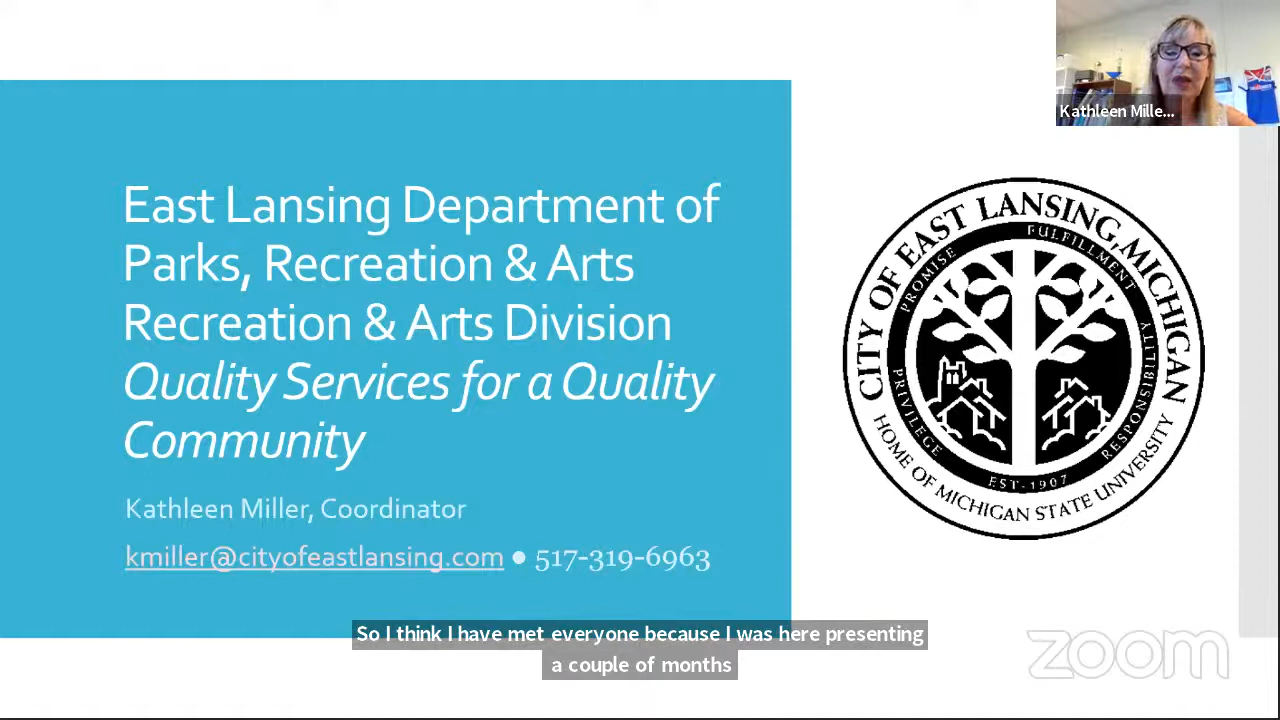 Kathleen Mille...
East Lansing Department of
Parks, Recreation & Arts
Recreation & Arts Division
Quality Services for a Quality
Community
Kathleen Miller, Coordinator
kmiller@cityofeastlansing.com ● 517-319-6963
CITY OF EAST LANSING, MICHIGAN
PROMISE
FULFILLMENT
PRIVILEGE
RESPONSIBILITY
EST-1907
HOME OF MICHIGAN STATE UNIVERSITY
So I think I have met everyone because I was here presenting
a couple of months
zoom